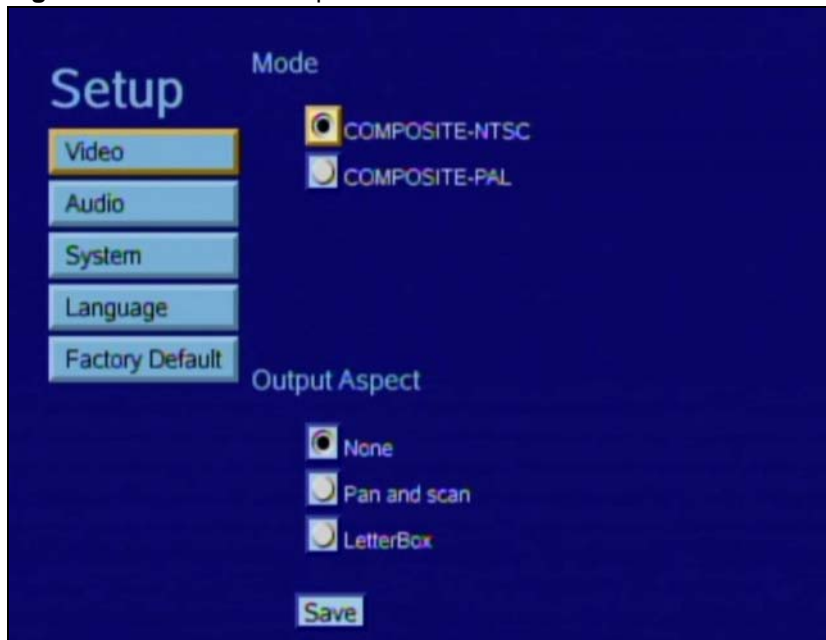 Setup
Video
Audio
System
Language
Factory Default
Mode
COMPOSITE-NTSC
COMPOSITE-PAL
Output Aspect
None
Pan and scan
LetterBox
Save